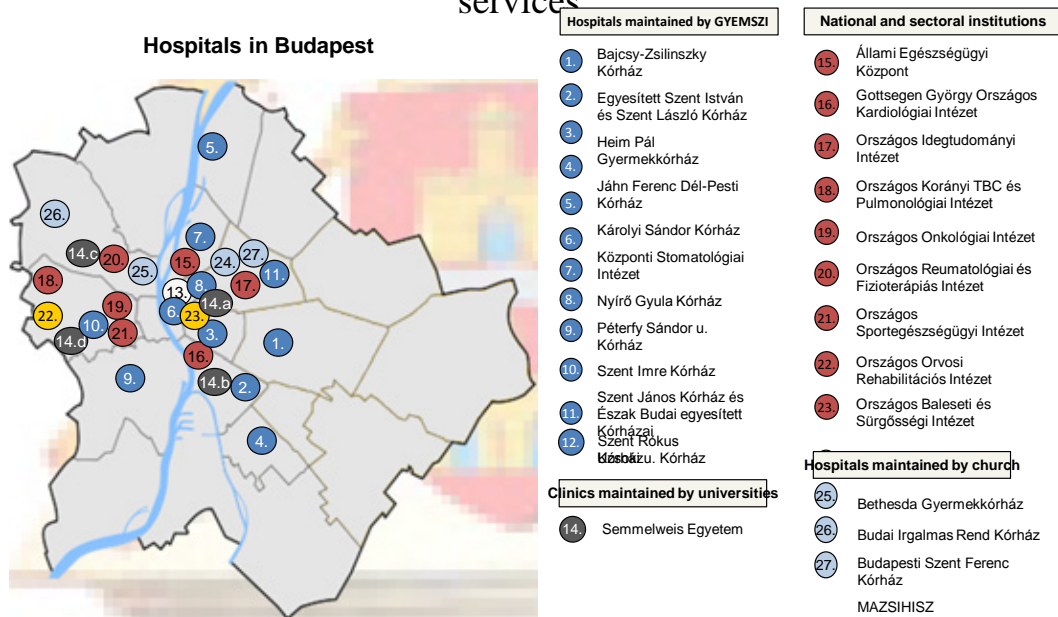 services
Hospitals in Budapest
5.
26.
7.
14.c
20.
25.
15.
24.
27.
11.
18.
13.
8.
17.
14.a
22.
19.
6.
23.
10.
21.
3.
14.d
1.
16.
9.
14.b
2.
4.
Hospitals maintained by GYEMSZI
1.
Bajcsy-Zsilinszky
Kórház
2.
Egyesített Szent István
és Szent László Kórház
3.
Heim Pál
Gyermekkórház
4.
Jáhn Ferenc Dél-Pesti
Kórház
5.
Károlyi Sándor Kórház
6.
Központi Stomatológiai
Intézet
7.
Nyírő Gyula Kórház
8.
Péterfy Sándor u.
Kórház
9.
Szent Imre Kórház
10.
Szent János Kórház és
Észak Budai egyesített
Kórházai
11.
Szent Rókus
12.
u. Kórház
Clinics maintained by universities
14.
Semmelweis Egyetem
National and sectoral institutions
15.
Állami Egészségügyi
Központ
16.
Gottsegen György Országos
Kardiológiai Intézet
17.
Országos Idegtudományi
Intézet
18.
Országos Korányi TBC és
Pulmonológiai Intézet
19.
Országos Onkológiai Intézet
20.
Országos Reumatológiai és
Fizioterápiás Intézet
21.
Országos
Sportegészségügyi Intézet
22.
Országos Orvosi
Rehabilitációs Intézet
23.
Országos Baleseti és
Sürgősségi Intézet
Hospitals maintained by church
25.
Bethesda Gyermekkórház
26.
Budai Irgalmas Rend Kórház
27.
Budapesti Szent Ferenc
Kórház
MAZSIHISZ